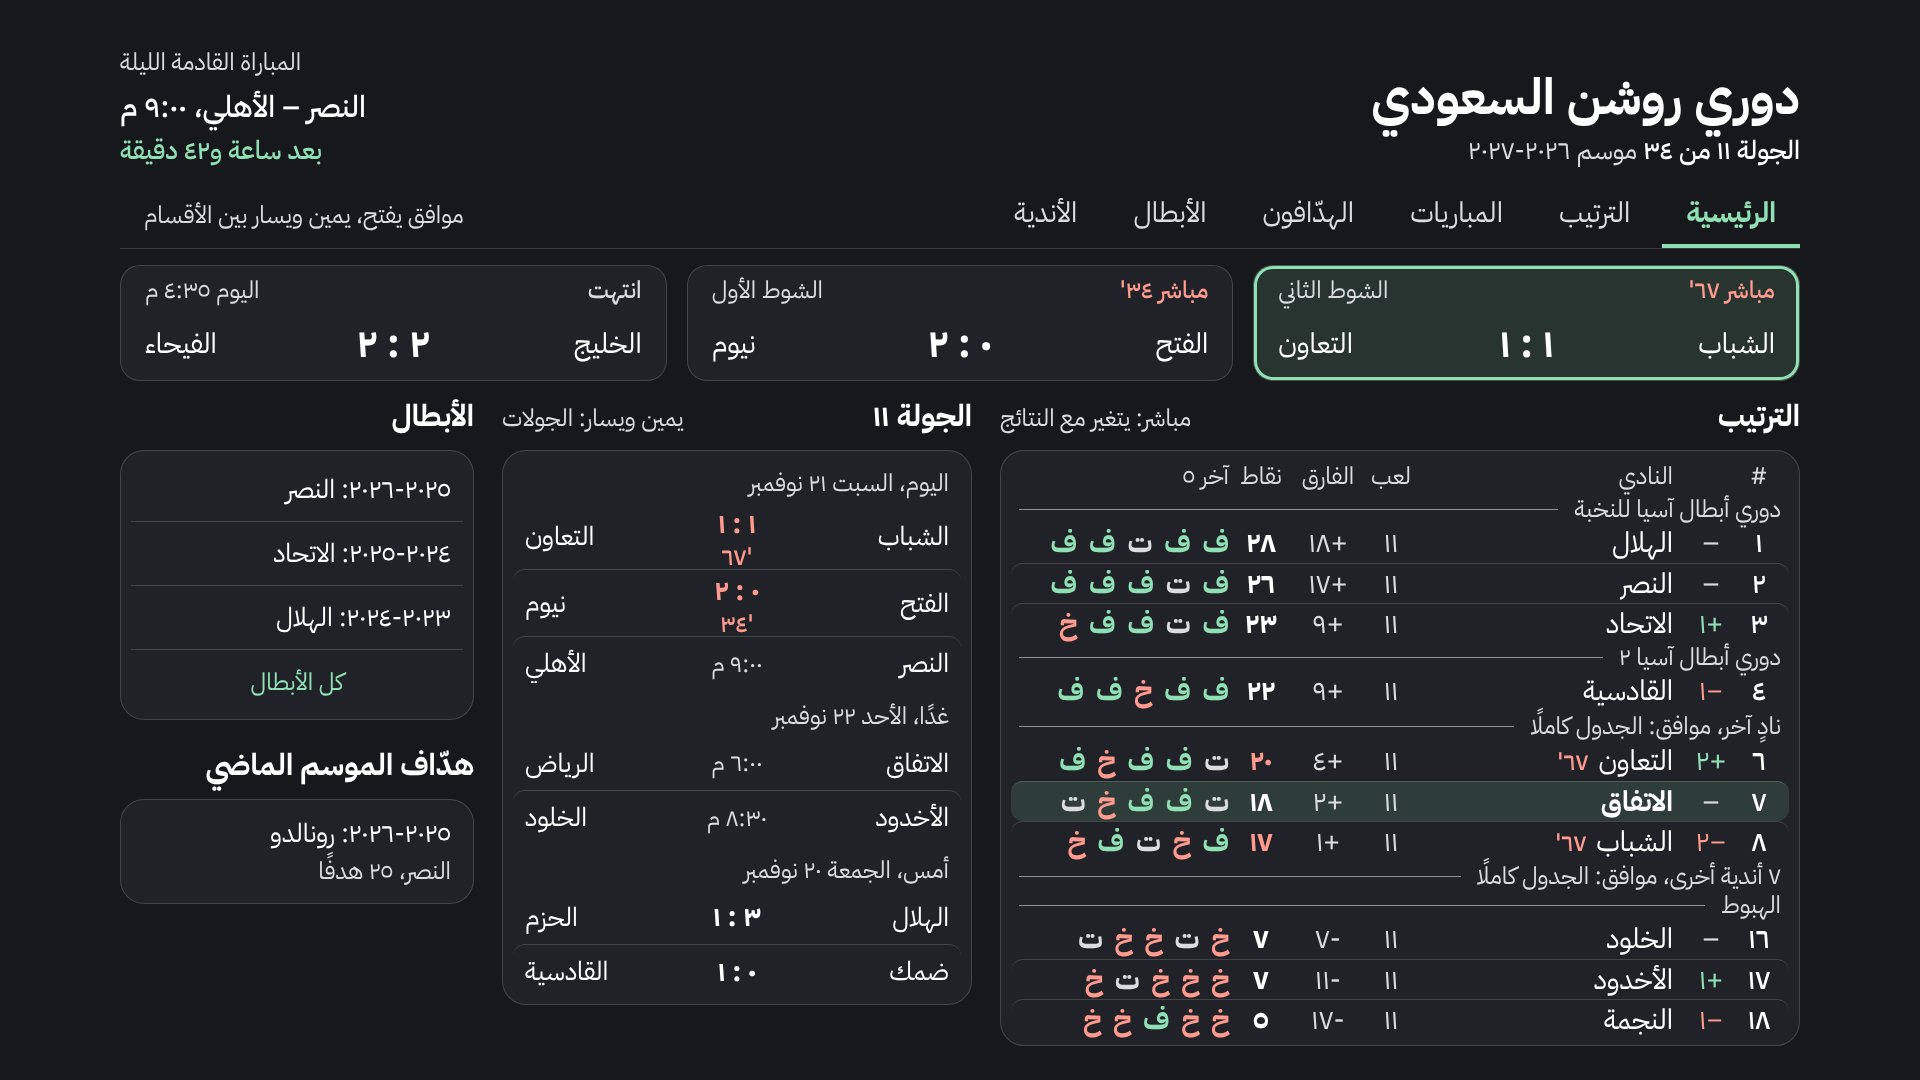 دوري روشن السعودي
الجولة ١١ من ٣٤ موسم ٢٠٢٦-٢٠٢٧
المباراة القادمة الليلة
النصر – الأهلي، ٩:٠٠ م
بعد ساعة و٤٢ دقيقة
الرئيسية الترتيب المباريات الهدّافون الأبطال الأندية موافق يفتح، يمين ويسار بين الأقسام
مباشر ٦٧' الشوط الثاني
الشباب ١ : ١ التعاون
مباشر ٣٤' الشوط الأول
الفتح ٠ : ٢ نيوم
انتهت اليوم ٤:٣٥ م
الخليج ٢ : ٢ الفيحاء
الترتيب مباشر: يتغير مع النتائج
# النادي لعب الفارق نقاط آخر ٥
دوري أبطال آسيا للنخبة
١ – الهلال ١١ +١٨ ٢٨ ف ف ت ف ف
٢ – النصر ١١ +١٧ ٢٦ ف ت ف ف ف
٣ +١ الاتحاد ١١ +٩ ٢٣ ف ت ف ف خ
دوري أبطال آسيا ٢
٤ –١ القادسية ١١ +٩ ٢٢ ف ف خ ف ف
نادٍ آخر، موافق: الجدول كاملًا
٦ +٢ التعاون ٦٧' ١١ +٤ ٢٠ ت ف ف خ ف
٧ – الاتفاق ١١ +٢ ١٨ ت ف ف خ ت
٨ –٢ الشباب ٦٧' ١١ +١ ١٧ ف خ ت ف خ
٧ أندية أخرى، موافق: الجدول كاملًا
الهبوط
١٦ – الخلود ١١ -٧ ٧ خ ت خ خ ت
١٧ +١ الأخدود ١١ -١١ ٧ خ خ خ ت خ
١٨ –١ النجمة ١١ -١٧ ٥ خ خ ف خ خ
الجولة ١١ يمين ويسار: الجولات
اليوم، السبت ٢١ نوفمبر
الشباب ١ : ١ التعاون
٦٧'
الفتح ٠ : ٢ نيوم
٣٤'
النصر ٩:٠٠ م الأهلي
غدًا، الأحد ٢٢ نوفمبر
الاتفاق ٦:٠٠ م الرياض
الأخدود ٨:٣٠ م الخلود
أمس، الجمعة ٢٠ نوفمبر
الهلال ٣ : ١ الحزم
ضمك ٠ : ١ القادسية
الأبطال
٢٠٢٥-٢٠٢٦: النصر
٢٠٢٤-٢٠٢٥: الاتحاد
٢٠٢٣-٢٠٢٤: الهلال
كل الأبطال
هدّاف الموسم الماضي
٢٠٢٥-٢٠٢٦: رونالدو
النصر، ٢٥ هدفًا